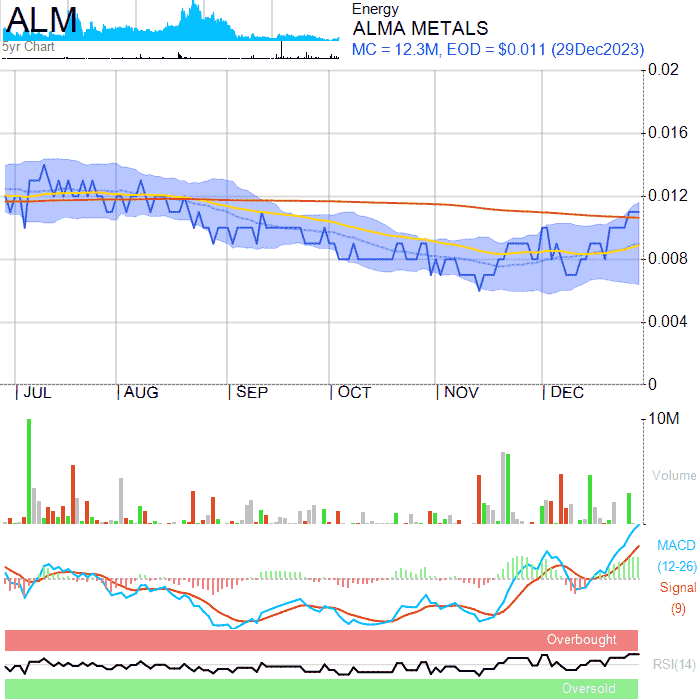 ALM
5yr Chart
Energy
ALMA METALS
MC = 12.3M, EOD = $0.011 (29Dec2023)
0.02
0.016
0.012
0.008
0.004
0
JUL AUG SEP OCT NOV DEC
10M
Volume
MACD
(12-26)
Signal
(9)
Overbought
RSI(14)
Oversold